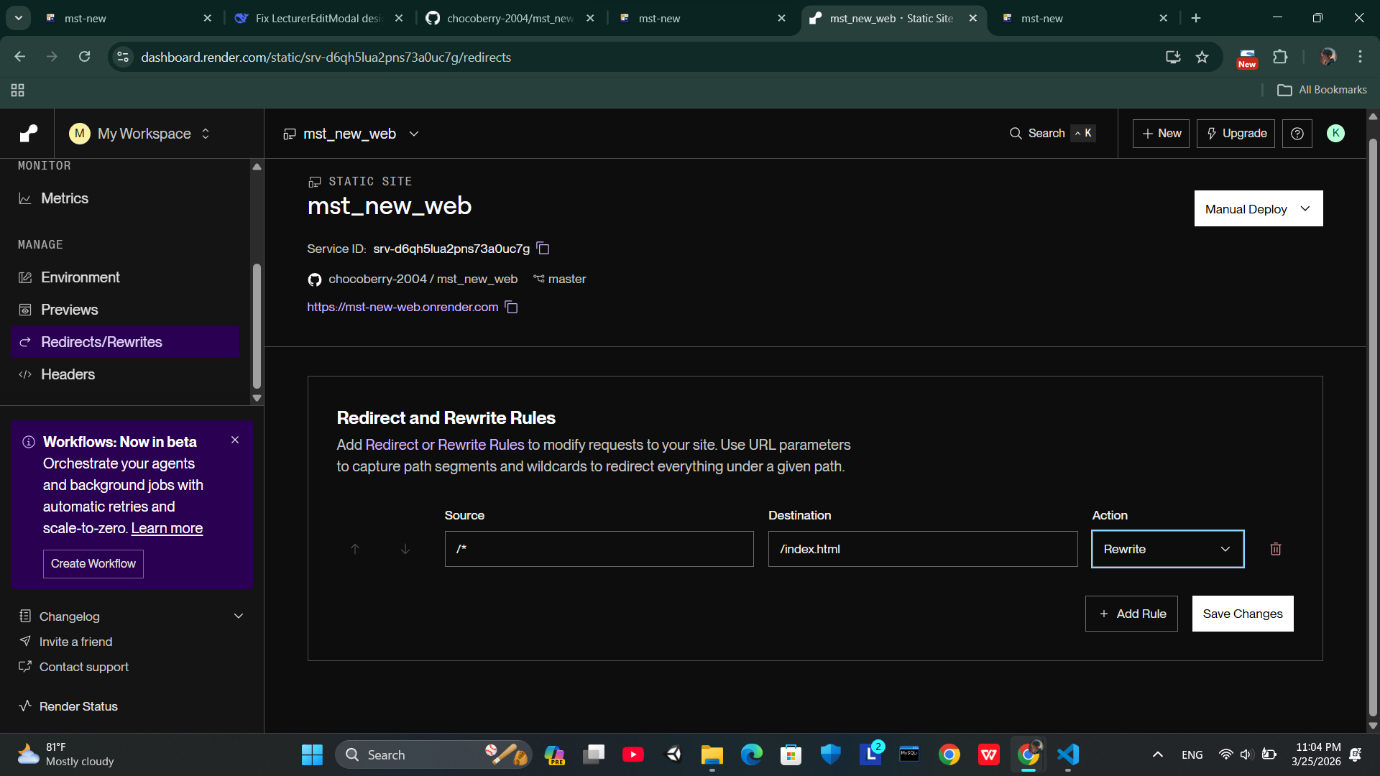 mst-new
Fix LecturerEditModal desi
chocoberry-2004/mst_new
mst-new
mst_new_web · Static Site
mst-new
dashboard.render.com/static/srv-d6qh5lua2pns73a0uc7g/redirects
New
All Bookmarks
M
My Workspace
mst_new_web
Search
K
New
Upgrade
K
MONITOR
Metrics
MANAGE
Environment
Previews
Redirects/Rewrites
Headers
Workflows: Now in beta
Orchestrate your agents
and background jobs with
automatic retries and
scale-to-zero. Learn more
Create Workflow
Changelog
Invite a friend
Contact support
Render Status
STATIC SITE
mst_new_web
Manual Deploy
Service ID: srv-d6qh5lua2pns73a0uc7g
chocoberry-2004 / mst_new_web
master
https://mst-new-web.onrender.com
Redirect and Rewrite Rules
Add Redirect or Rewrite Rules to modify requests to your site. Use URL parameters
to capture path segments and wildcards to redirect everything under a given path.
Source
Destination
Action
/*
/index.html
Rewrite
+ Add Rule
Save Changes
81°F
Mostly cloudy
Search
PRE
L
2
MySQL
W
ENG
11:04 PM
3/25/2026